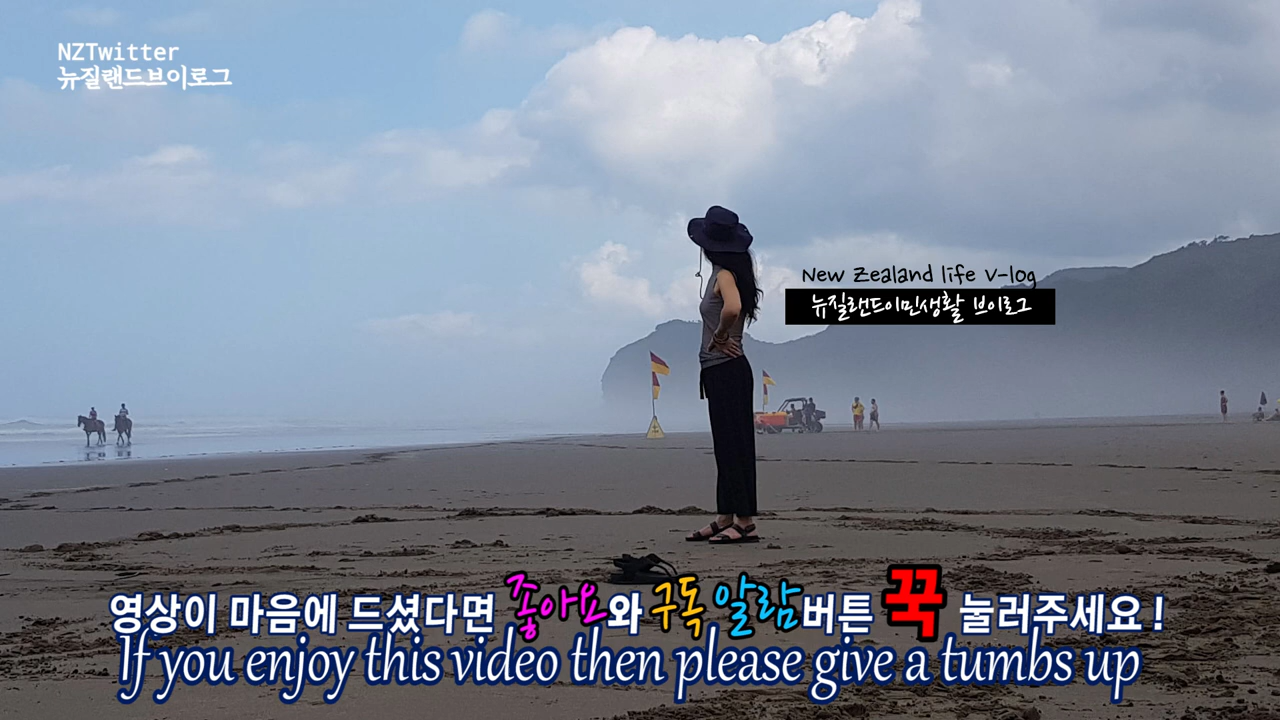 NZTwitter
뉴질랜드브이로그
New Zealand life V-log
뉴질랜드이민생활 브이로그
영상이 마음에 드셨다면 좋아요와 구독 알람버튼 꾹 눌러주세요 !
If you enjoy this video then please give a tumbs up